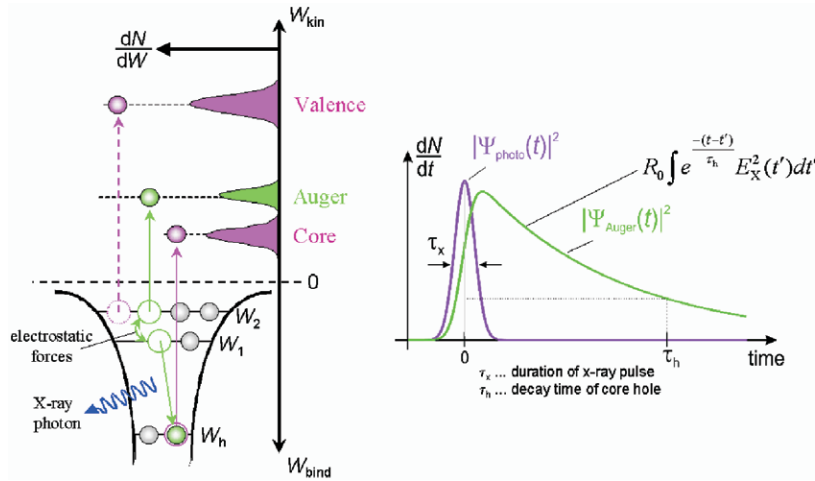 W_kin
dN
dW
Valence
Auger
Core
0
W_2
electrostatic
forces
W_1
X-ray
photon
W_h
W_bind
dN
dt
|Ψ_photo(t)|²
R_0 ∫ e^{-(t-t')/τ_h} E_X²(t')dt'
|Ψ_Auger(t)|²
τ_x
0
τ_h
time
τ_x ... duration of x-ray pulse
τ_h ... decay time of core hole